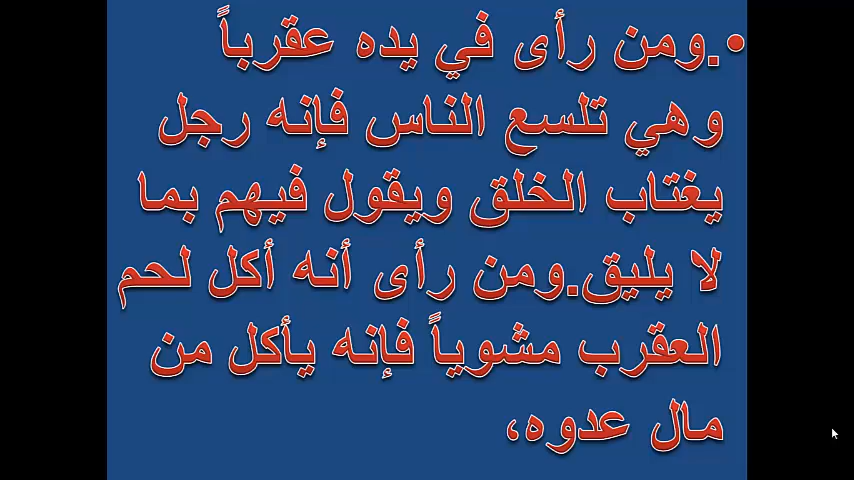 •.ومن رأى في يده عقرباً
وهي تلسع الناس فإنه رجل
يغتاب الخلق ويقول فيهم بما
لا يليق.ومن رأى أنه أكل لحم
العقرب مشوياً فإنه يأكل من
مال عدوه،